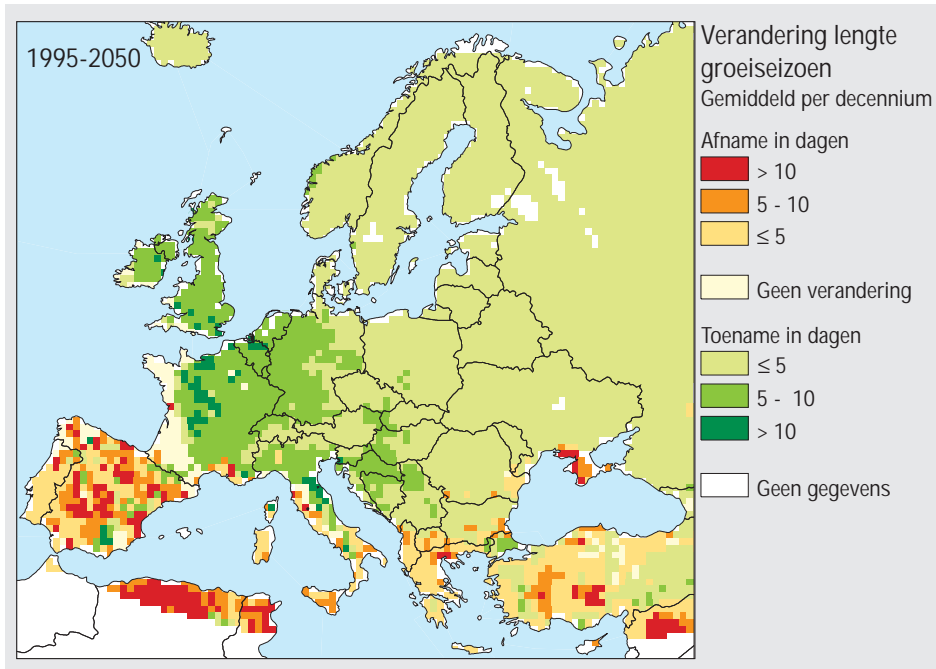 1995-2050
Verandering lengte
groeiseizoen
Gemiddeld per decennium
Afname in dagen
> 10
5 - 10
≤ 5
Geen verandering
Toename in dagen
≤ 5
5 - 10
> 10
Geen gegevens